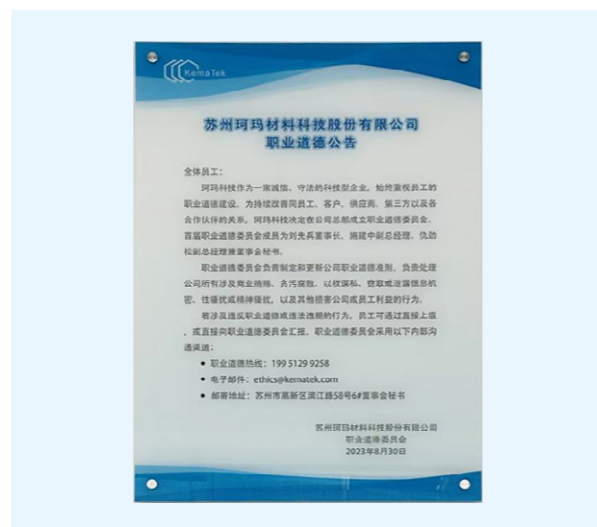 KemaTek
苏州珂玛材料科技股份有限公司
职业道德公告
全体员工：
珂玛科技作为一家诚信、守法的科技型企业，始终重视员工的
职业道德建设，为持续改善同员工、客户、供应商、第三方以及各
合作伙伴的关系，珂玛科技决定在公司总部成立职业道德委员会，
首届职业道德委员会成员为刘先兵董事长、施建中副总经理、仇劲
松副总经理兼董事会秘书。
职业道德委员会负责制定和更新公司职业道德准则，负责处理
公司所有涉及商业贿赂、贪污腐败、以权谋私、窃取或泄露信息机
密、性骚扰或精神骚扰，以及其他损害公司或员工利益的行为。
若涉及违反职业道德或违法违规的行为，员工可通过直接上级
，或直接向职业道德委员会汇报，职业道德委员会采用以下内部沟
通渠道：
● 职业道德热线：199 5129 9258
● 电子邮件：ethics@kematek.com
● 邮寄地址：苏州市高新区漓江路58号6#董事会秘书
苏州珂玛材料科技股份有限公司
职业道德委员会
2023年8月30日